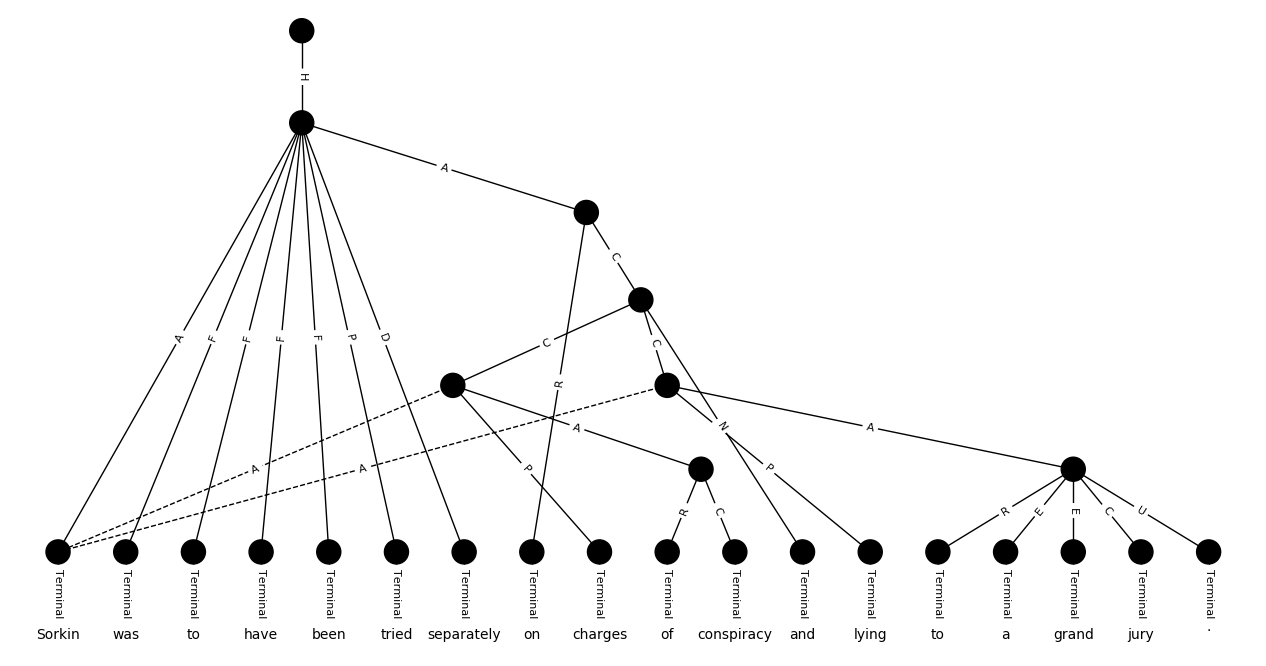 H
A
C
A F F F F P D C C
R
A N A
A A P P
R C R E E C U
Terminal Terminal Terminal Terminal Terminal Terminal Terminal Terminal Terminal Terminal Terminal Terminal Terminal Terminal Terminal Terminal Terminal Terminal
Sorkin was to have been tried separately on charges of conspiracy and lying to a grand jury .